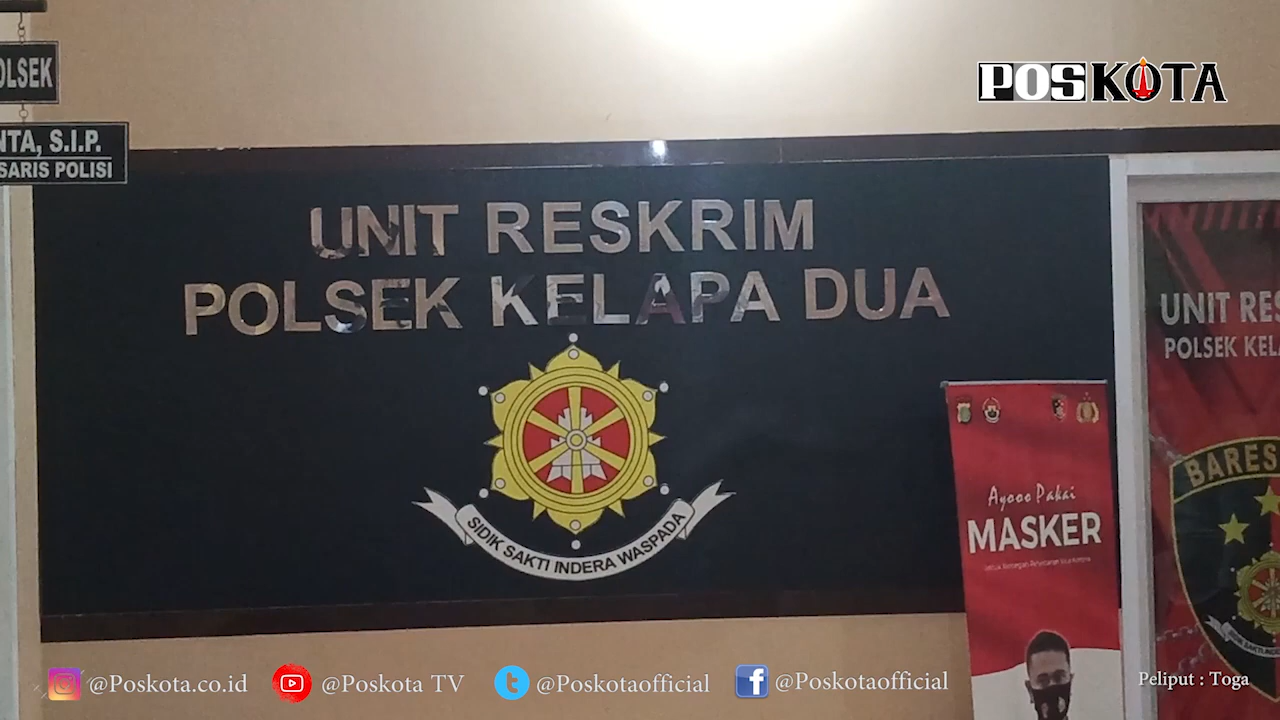 OLSEK
NTA, S.I.P.
SARIS POLISI
POSKOTA
UNIT RESKRIM
POLSEK KELAPA DUA
SIDIK SAKTI INDERA WASPADA
Ayooo Pakai
MASKER
UNIT RES
POLSEK KELA
BARES
@Poskota.co.id
@Poskota TV
@Poskotaofficial
@Poskotaofficial
Peliput : Toga